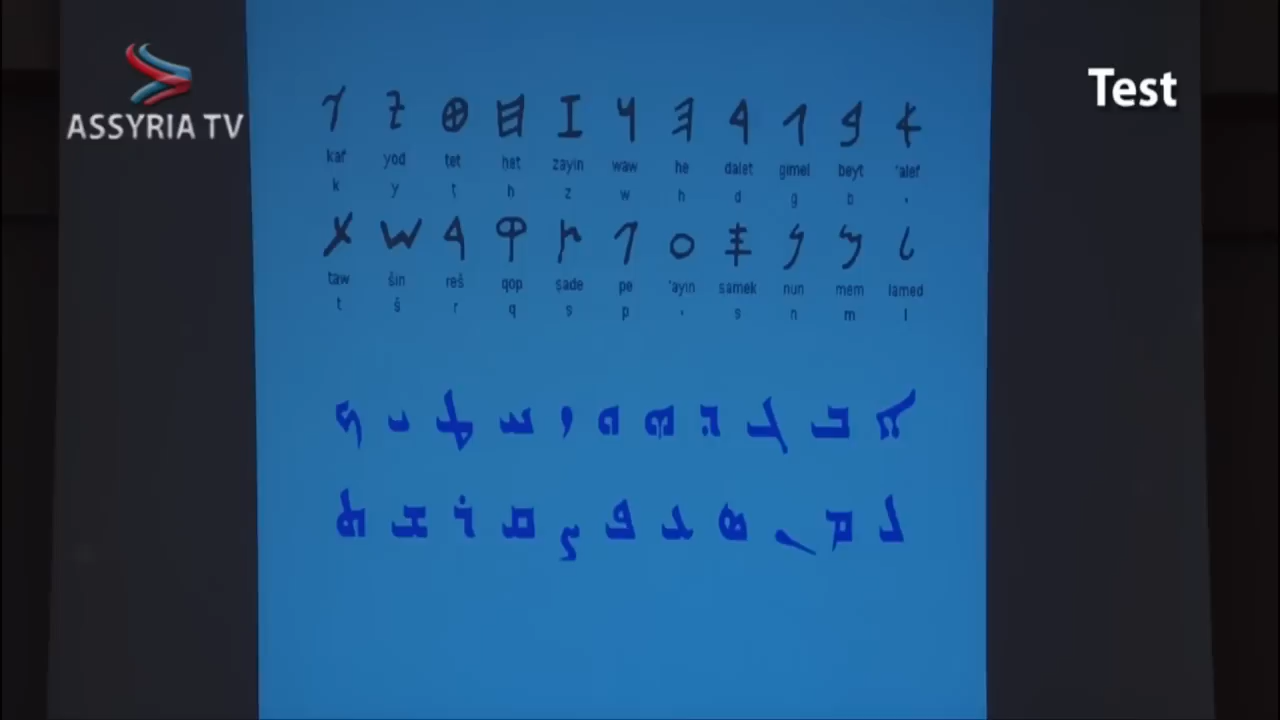 ASSYRIA TV
Test
𐤀 𐤁 𐤂 𐤃 𐤄 𐤅 𐤆 𐤇 𐤈 𐤉 𐤊
kaf yod tet het zayin waw he dalet gimel beyt 'alef
k y ṭ ḥ z w h d g b '
𐤋 𐤌 𐤍 𐤎 𐤏 𐤐 𐤑 𐤒 𐤓 𐤔 𐤕
taw šin reš qop ṣade pe 'ayin samek nun mem lamed
t š r q ṣ p ' s n m l
ܐ ܒ ܓ ܕ ܗ ܘ ܙ ܚ ܛ ܝ ܟ
ܠ ܡ ܢ ܣ ܥ ܦ ܨ ܩ ܪ ܫ ܬ